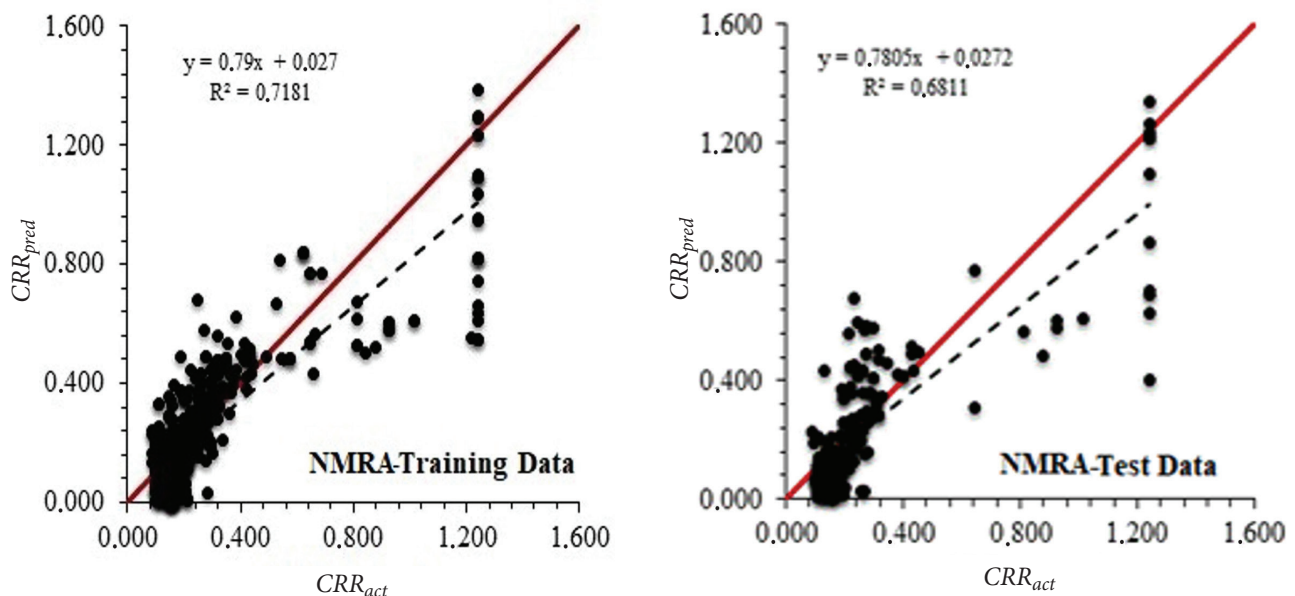 1.600
1.200
0.800
0.400
0.000
CRRpred
y = 0.79x + 0.027
R² = 0.7181
NMRA-Training Data
0.000 0.400 0.800 1.200 1.600
CRRact
1.600
1.200
0.800
0.400
0.000
CRRpred
y = 0.7805x + 0.0272
R² = 0.6811
NMRA-Test Data
0.000 0.400 0.800 1.200 1.600
CRRact